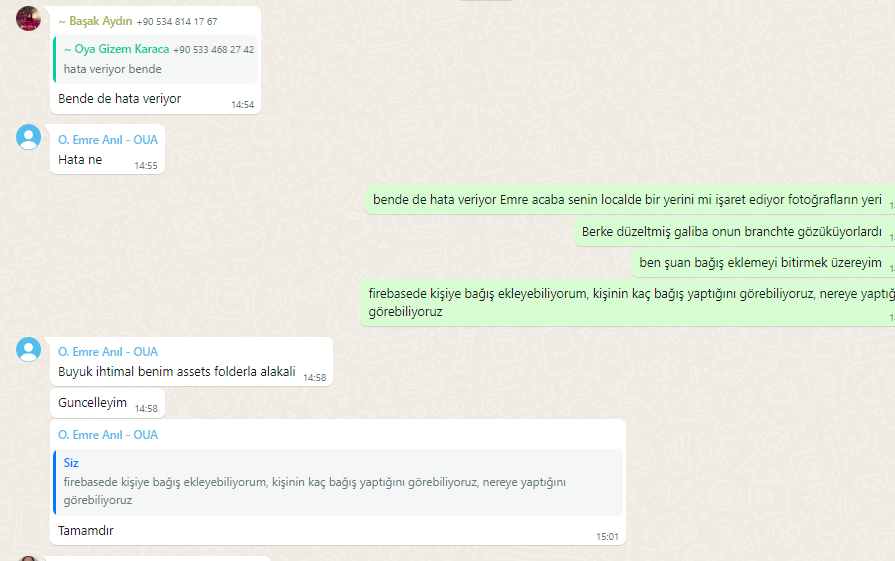 ~ Başak Aydın +90 534 814 17 67
~ Oya Gizem Karaca +90 533 468 27 42
hata veriyor bende
Bende de hata veriyor
14:54
O. Emre Anıl - OUA
Hata ne
14:55
bende de hata veriyor Emre acaba senin localde bir yerini mi işaret ediyor fotoğrafların yeri
Berke düzeltmiş galiba onun branchte gözüküyorlardı
ben şuan bağış eklemeyi bitirmek üzereyim
firebasede kişiye bağış ekleyebiliyorum, kişinin kaç bağış yaptığını görebiliyoruz, nereye
görebiliyoruz
O. Emre Anıl - OUA
Buyuk ihtimal benim assets folderla alakali
14:58
Guncelleyim
14:58
O. Emre Anıl - OUA
Siz
firebasede kişiye bağış ekleyebiliyorum, kişinin kaç bağış yaptığını görebiliyoruz, nereye yaptığını
görebiliyoruz
Tamamdır
15:01